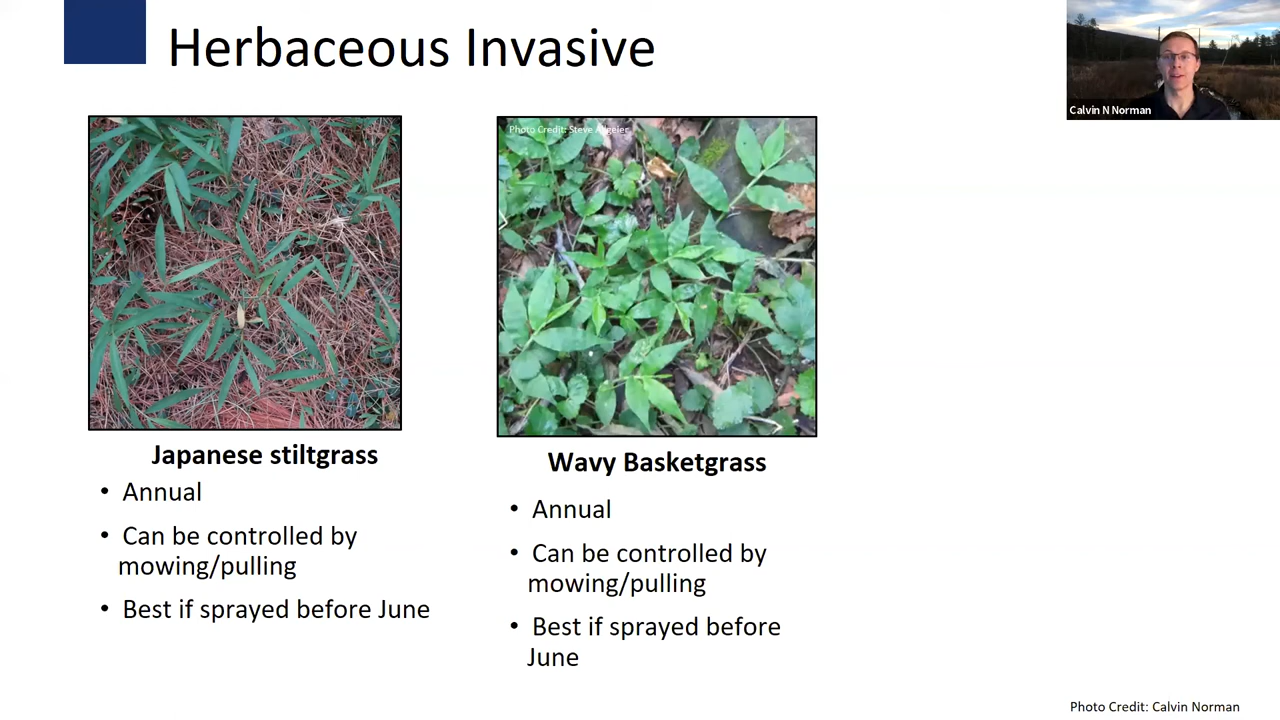 Herbaceous Invasive
Calvin N Norman
Photo Credit: Steve Angeler
Japanese stiltgrass
• Annual
• Can be controlled by
mowing/pulling
• Best if sprayed before June
Wavy Basketgrass
• Annual
• Can be controlled by
mowing/pulling
• Best if sprayed before
June
Photo Credit: Calvin Norman